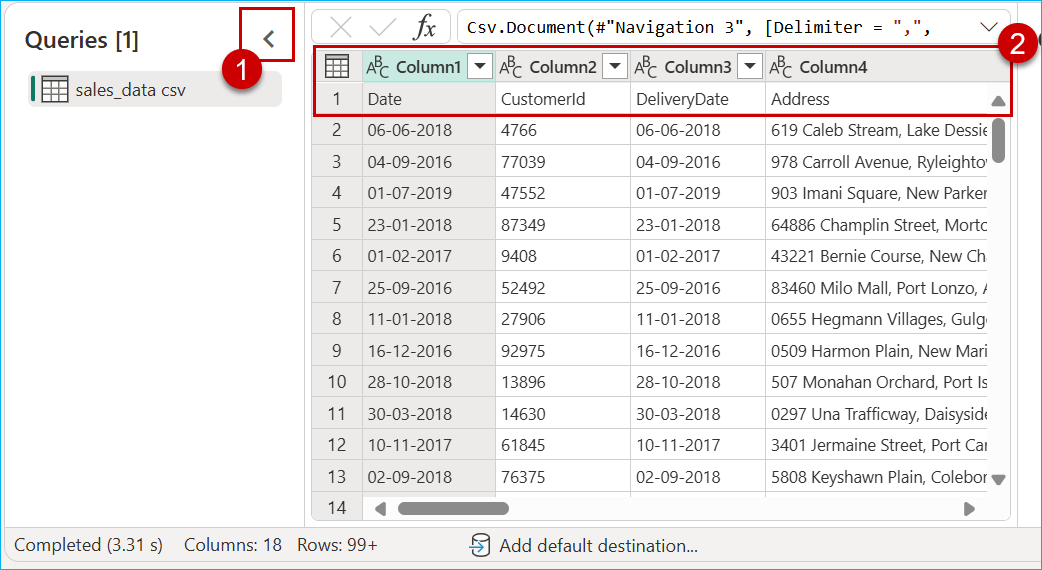 Queries [1]
1
sales_data csv
fx
Csv.Document(#"Navigation 3", [Delimiter = ",",
2
ABC Column1 ABC Column2 ABC Column3 ABC Column4
1 Date CustomerId DeliveryDate Address
2 06-06-2018 4766 06-06-2018 619 Caleb Stream, Lake Dessie
3 04-09-2016 77039 04-09-2016 978 Carroll Avenue, Ryleighto
4 01-07-2019 47552 01-07-2019 903 Imani Square, New Parker
5 23-01-2018 87349 23-01-2018 64886 Champlin Street, Morto
6 01-02-2017 9408 01-02-2017 43221 Bernie Course, New Cha
7 25-09-2016 52492 25-09-2016 83460 Milo Mall, Port Lonzo, A
8 11-01-2018 27906 11-01-2018 0655 Hegmann Villages, Gulg
9 16-12-2016 92975 16-12-2016 0509 Harmon Plain, New Mari
10 28-10-2018 13896 28-10-2018 507 Monahan Orchard, Port Is
11 30-03-2018 14630 30-03-2018 0297 Una Trafficway, Daisyside
12 10-11-2017 61845 10-11-2017 3401 Jermaine Street, Port Car
13 02-09-2018 76375 02-09-2018 5808 Keyshawn Plain, Colebor
14
Completed (3.31 s) Columns: 18 Rows: 99+ Add default destination...